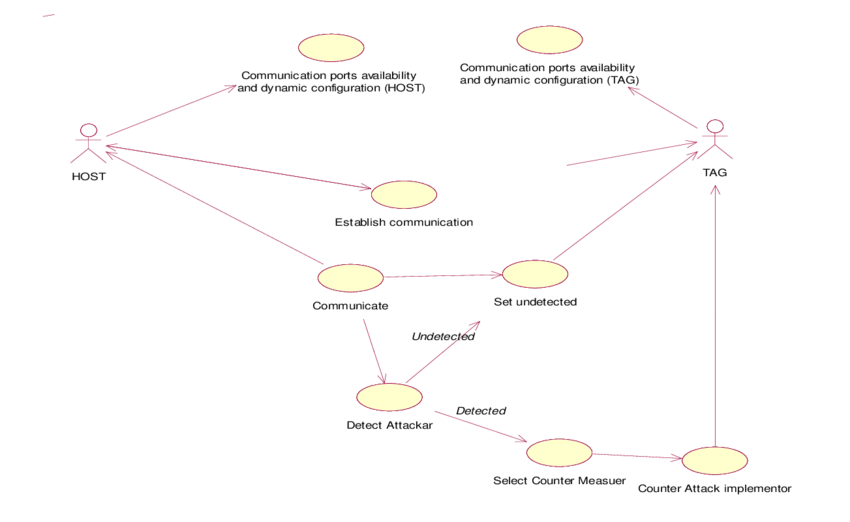 Communication ports availability
and dynamic configuration (HOST)
Communication ports availability
and dynamic configuration (TAG)
HOST
TAG
Establish communication
Communicate
Set undetected
Undetected
Detect Attackar
Detected
Select Counter Measuer
Counter Attack implementor